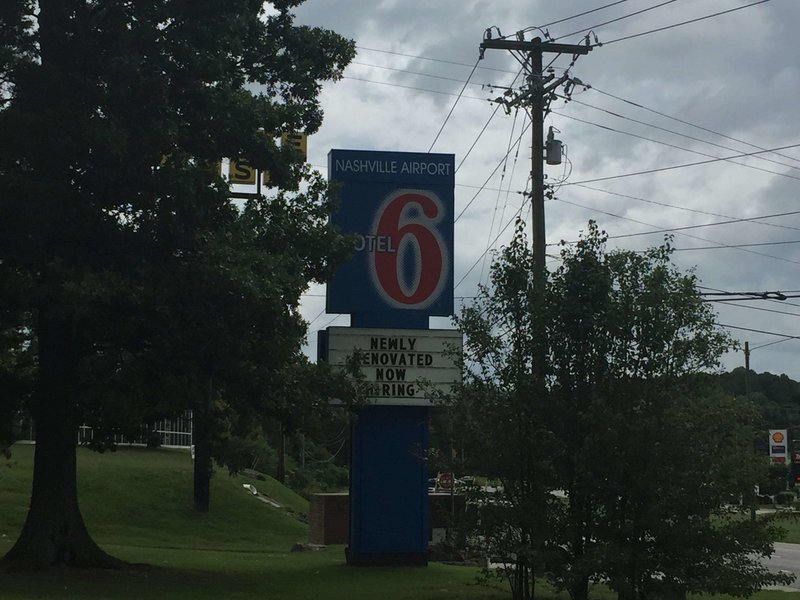 NASHVILLE AIRPORT
OTEL
6
NEWLY
ENOVATED
NOW
RING